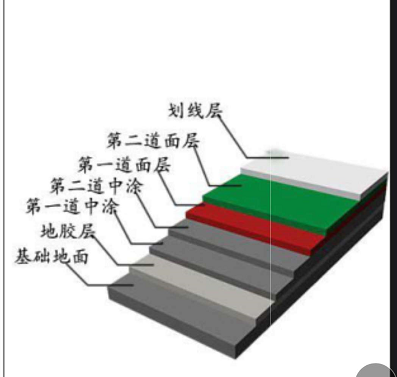 划线层
第二道面层
第一道面层
第二道中涂
第一道中涂
地胶层
基础地面